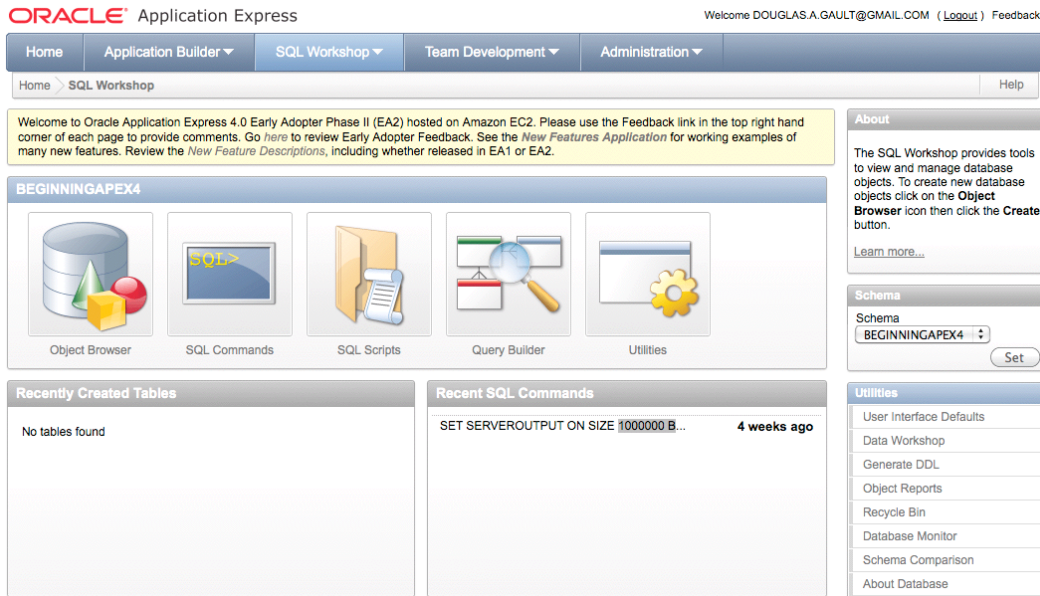 ORACLE Application Express
Welcome DOUGLAS.A.GAULT@GMAIL.COM ( Logout ) Feedback
Home Application Builder SQL Workshop Team Development Administration
Home SQL Workshop Help
Welcome to Oracle Application Express 4.0 Early Adopter Phase II (EA2) hosted on Amazon EC2. Please use the Feedback link in the top right hand
corner of each page to provide comments. Go here to review Early Adopter Feedback. See the New Features Application for working examples of
many new features. Review the New Feature Descriptions, including whether released in EA1 or EA2.
BEGINNINGAPEX4
SQL>
Object Browser SQL Commands SQL Scripts Query Builder Utilities
Recently Created Tables
No tables found
Recent SQL Commands
SET SERVEROUTPUT ON SIZE 1000000 B... 4 weeks ago
About
The SQL Workshop provides tools
to view and manage database
objects. To create new database
objects click on the Object
Browser icon then click the Create
button.
Learn more...
Schema
Schema
BEGINNINGAPEX4
Set
Utilities
User Interface Defaults
Data Workshop
Generate DDL
Object Reports
Recycle Bin
Database Monitor
Schema Comparison
About Database